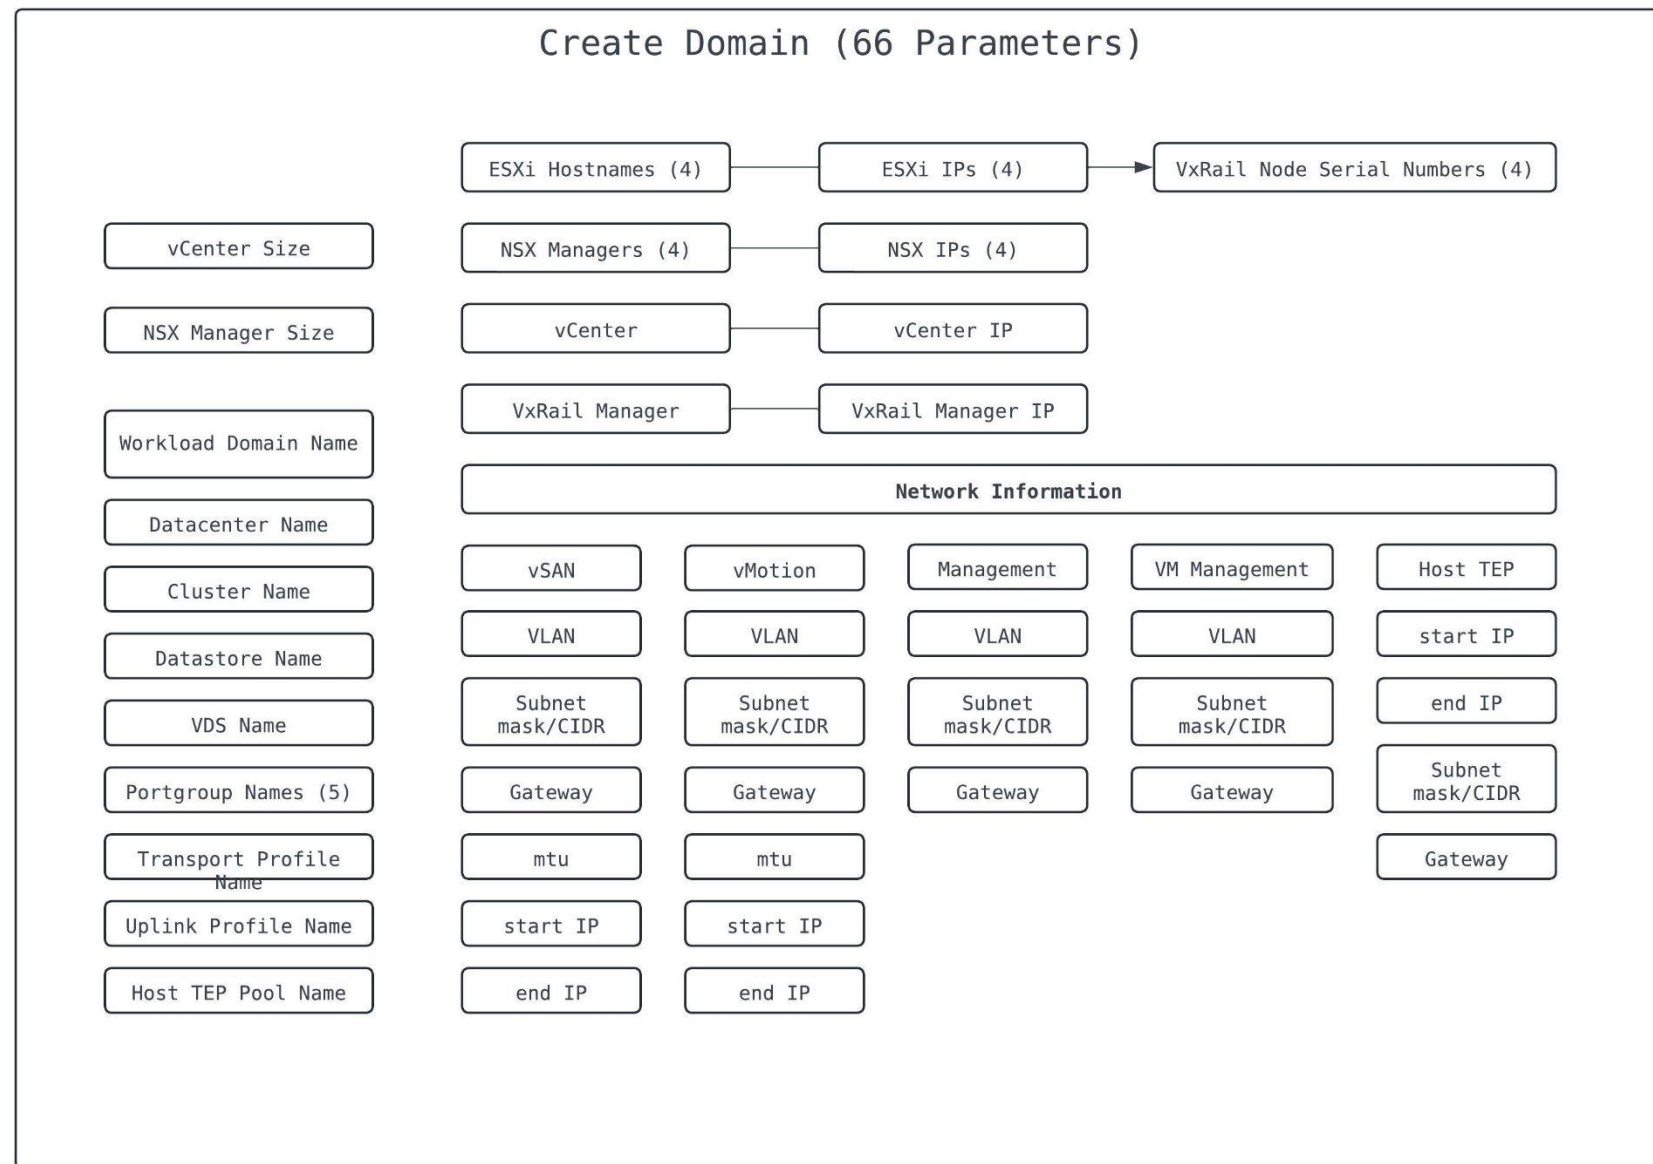 Create Domain (66 Parameters)
ESXi Hostnames (4)
ESXi IPs (4)
VxRail Node Serial Numbers (4)
vCenter Size
NSX Managers (4)
NSX IPs (4)
NSX Manager Size
vCenter
vCenter IP
VxRail Manager
VxRail Manager IP
Workload Domain Name
Datacenter Name
Cluster Name
Datastore Name
VDS Name
Portgroup Names (5)
Transport Profile
Name
Uplink Profile Name
Host TEP Pool Name
Network Information
vSAN
VLAN
Subnet
mask/CIDR
Gateway
mtu
start IP
end IP
vMotion
VLAN
Subnet
mask/CIDR
Gateway
mtu
start IP
end IP
Management
VLAN
Subnet
mask/CIDR
Gateway
VM Management
VLAN
Subnet
mask/CIDR
Gateway
Host TEP
start IP
end IP
Subnet
mask/CIDR
Gateway